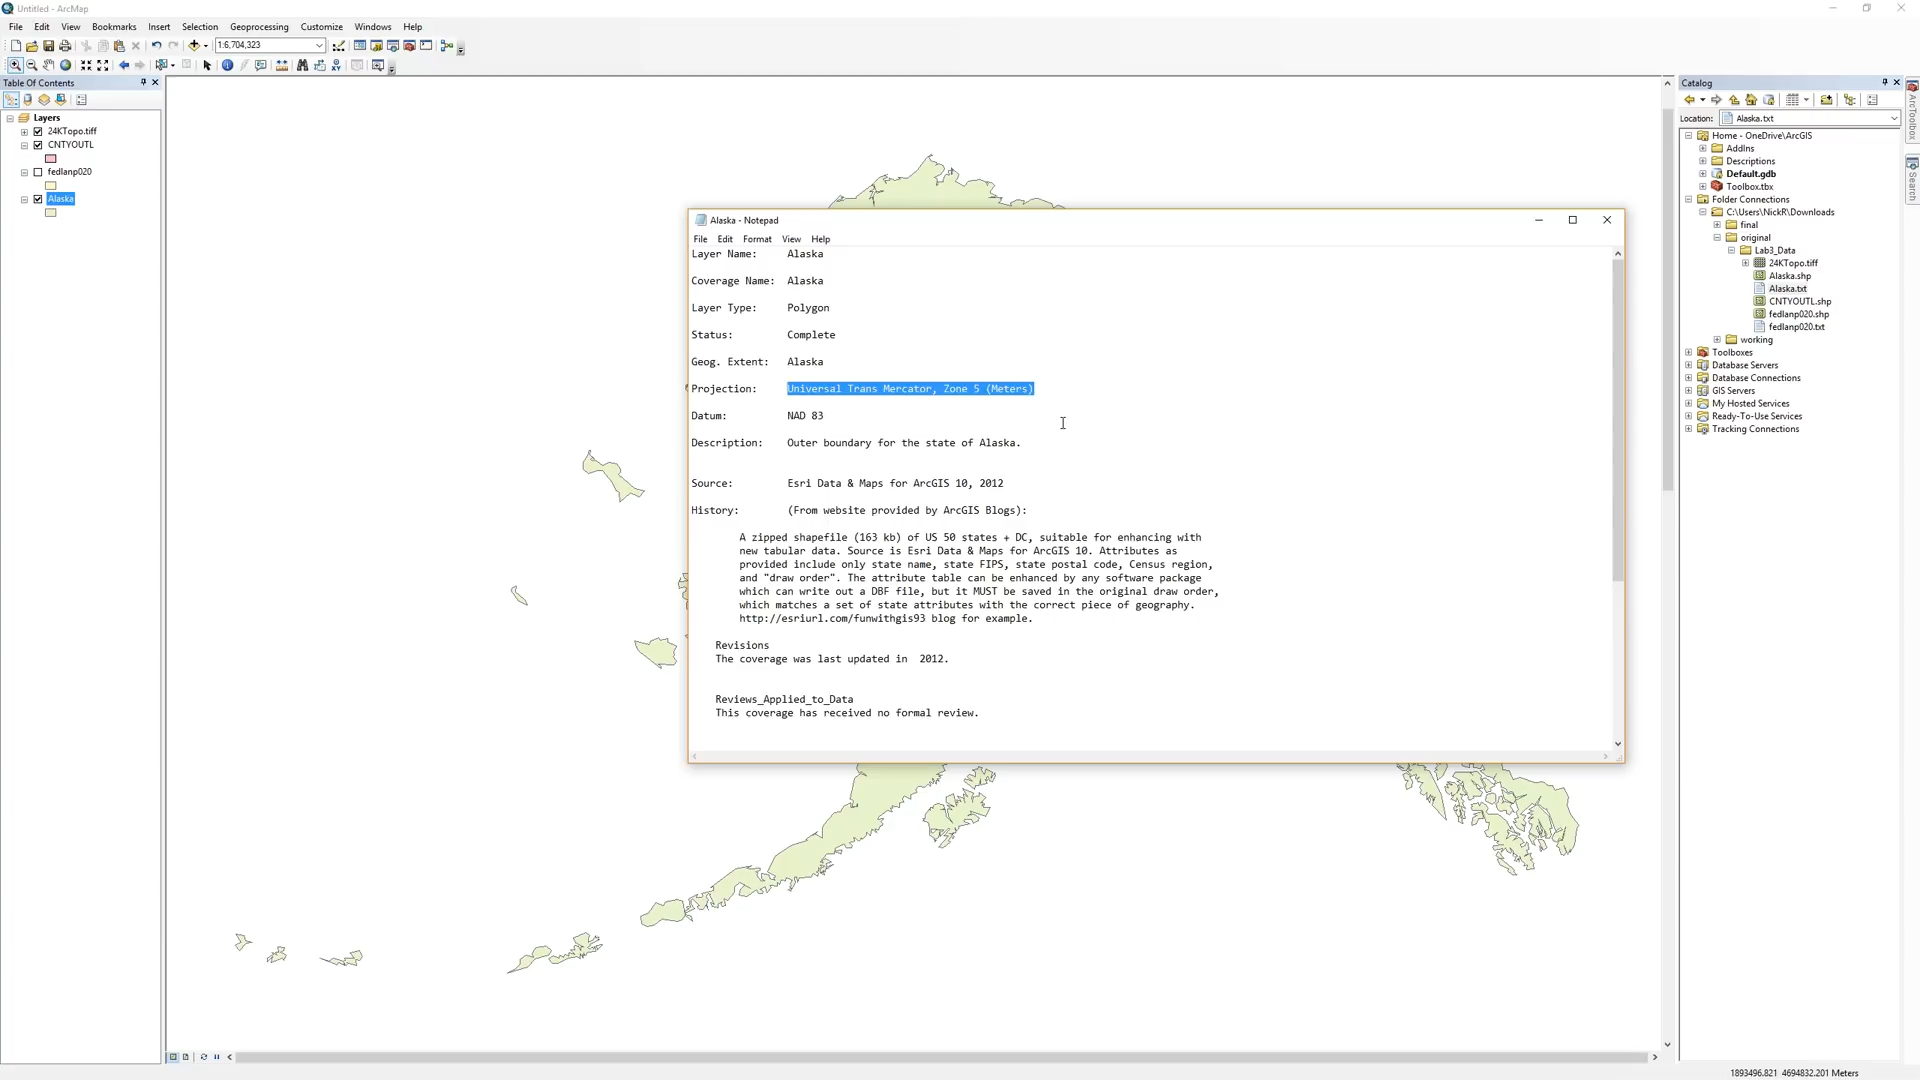 Untitled - ArcMap
File Edit View Bookmarks Insert Selection Geoprocessing Customize Windows Help
1:6,704,323
Table Of Contents
Layers
24KTopo.tiff
CNTYOUTL
fedlanp020
Alaska
Alaska - Notepad
File Edit Format View Help
Layer Name: Alaska
Coverage Name: Alaska
Layer Type: Polygon
Status: Complete
Geog. Extent: Alaska
Projection: Universal Trans Mercator, Zone 5 (Meters)
Datum: NAD 83
Description: Outer boundary for the state of Alaska.
Source: Esri Data & Maps for ArcGIS 10, 2012
History: (From website provided by ArcGIS Blogs):
A zipped shapefile (163 kb) of US 50 states + DC, suitable for enhancing with
new tabular data. Source is Esri Data & Maps for ArcGIS 10. Attributes as
provided include only state name, state FIPS, state postal code, Census region,
and "draw order". The attribute table can be enhanced by any software package
which can write out a DBF file, but it MUST be saved in the original draw order,
which matches a set of state attributes with the correct piece of geography.
http://esriurl.com/funwithgis93 blog for example.
Revisions
The coverage was last updated in 2012.
Reviews_Applied_to_Data
This coverage has received no formal review.
Catalog
Location: Alaska.txt
Home - OneDrive\ArcGIS
AddIns
Descriptions
Default.gdb
Toolbox.tbx
Folder Connections
C:\Users\NickR\Downloads
final
original
Lab3_Data
24KTopo.tiff
Alaska.shp
Alaska.txt
CNTYOUTL.shp
fedlanp020.shp
fedlanp020.txt
working
Toolboxes
Database Servers
Database Connections
GIS Servers
My Hosted Services
Ready-To-Use Services
Tracking Connections
ArcToolbox
Search
1893496.821 4694832.201 Meters